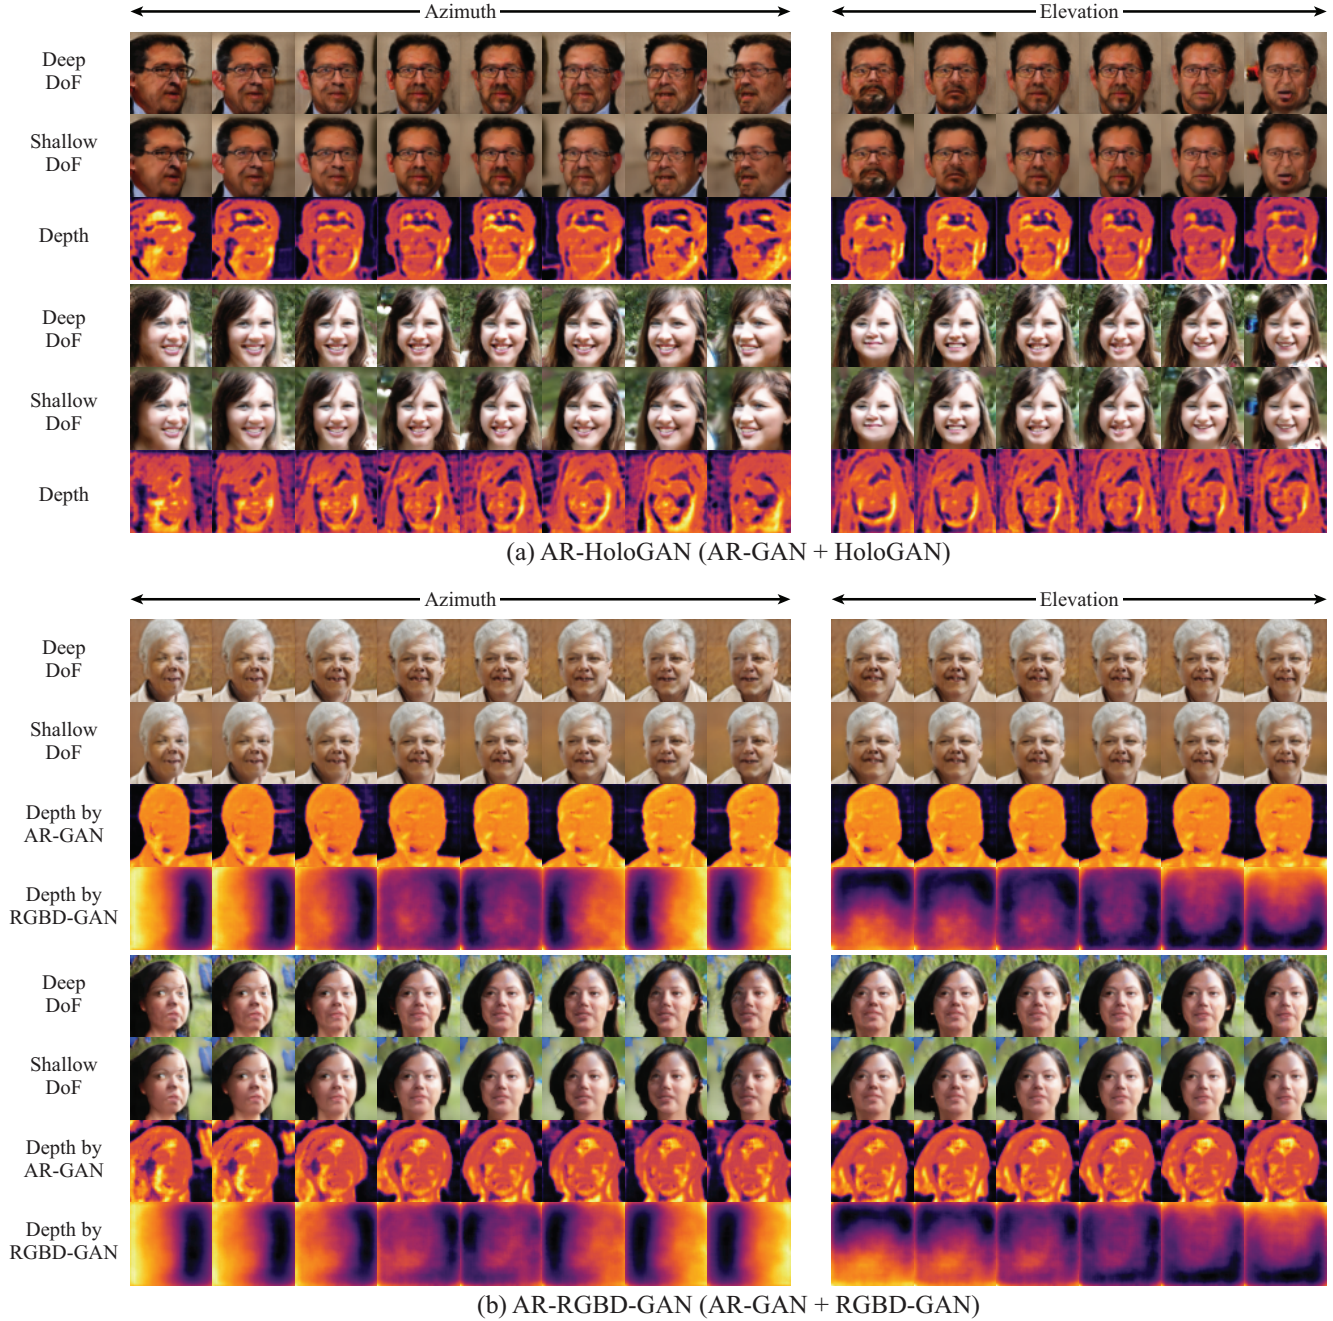 Azimuth
Elevation
Deep
DoF
Shallow
DoF
Depth
Deep
DoF
Shallow
DoF
Depth
(a) AR-HoloGAN (AR-GAN + HoloGAN)
Azimuth
Elevation
Deep
DoF
Shallow
DoF
Depth by
AR-GAN
Depth by
RGBD-GAN
Deep
DoF
Shallow
DoF
Depth by
AR-GAN
Depth by
RGBD-GAN
(b) AR-RGBD-GAN (AR-GAN + RGBD-GAN)